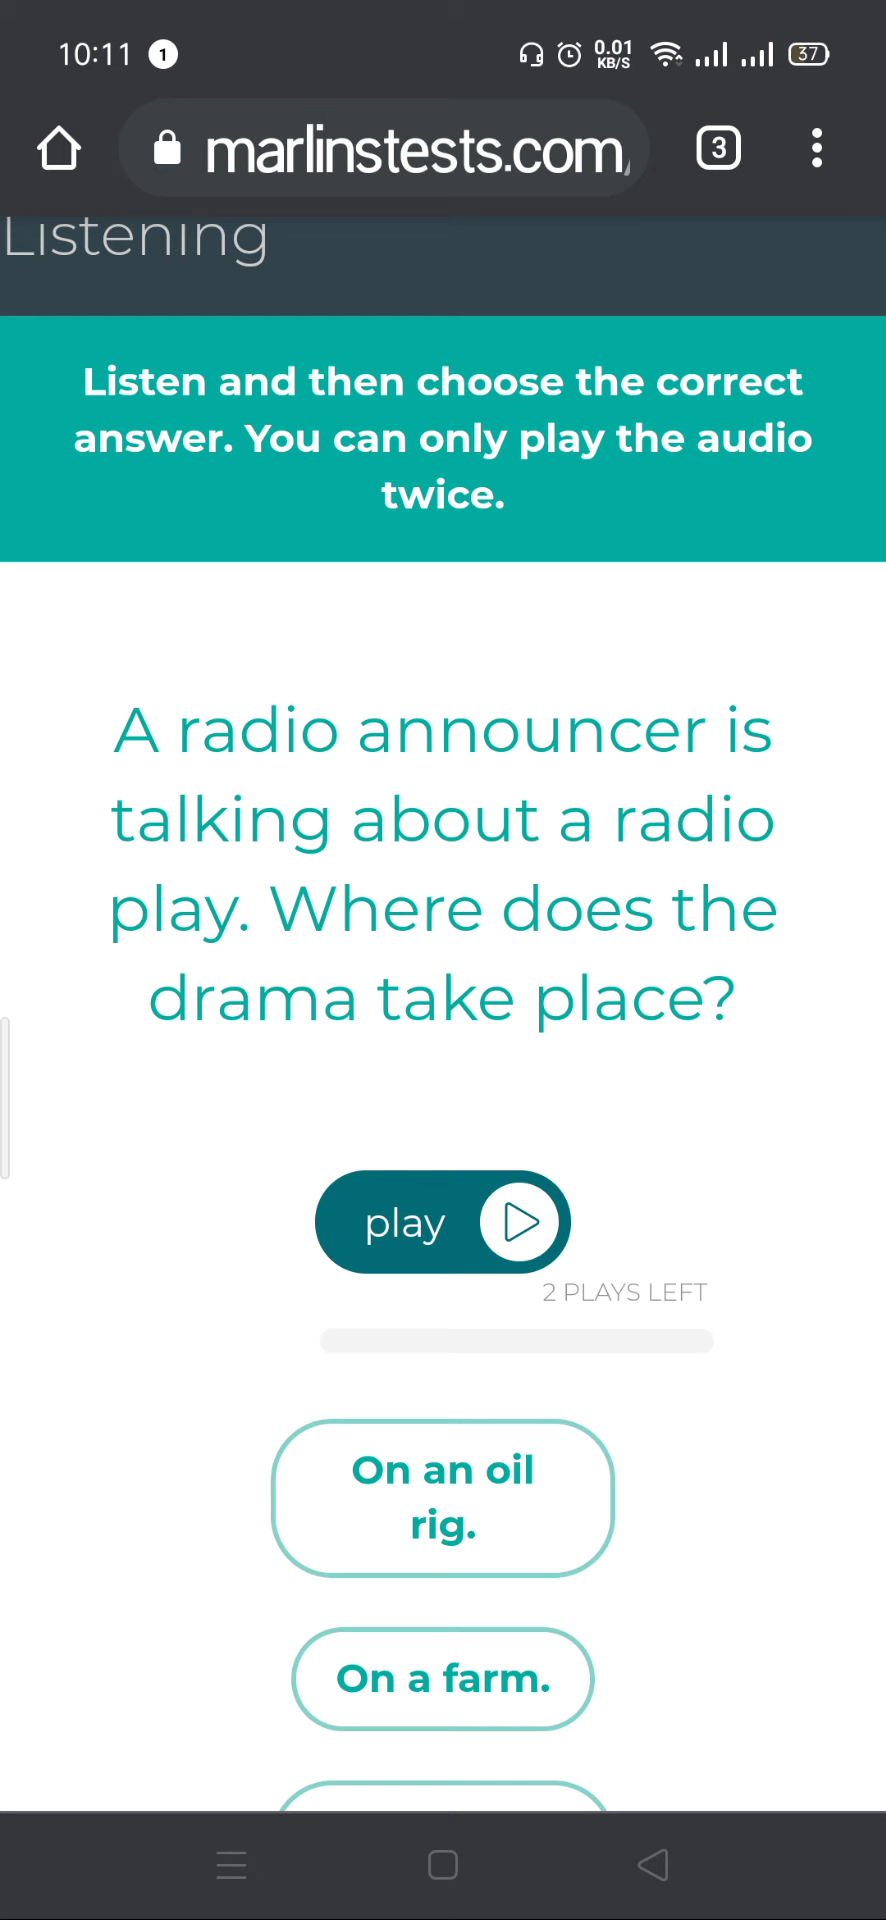 10:11 1 0.01 KB/S 37
marlinstests.com
3
Listening
Listen and then choose the correct
answer. You can only play the audio
twice.
A radio announcer is
talking about a radio
play. Where does the
drama take place?
play
2 PLAYS LEFT
On an oil
rig.
On a farm.